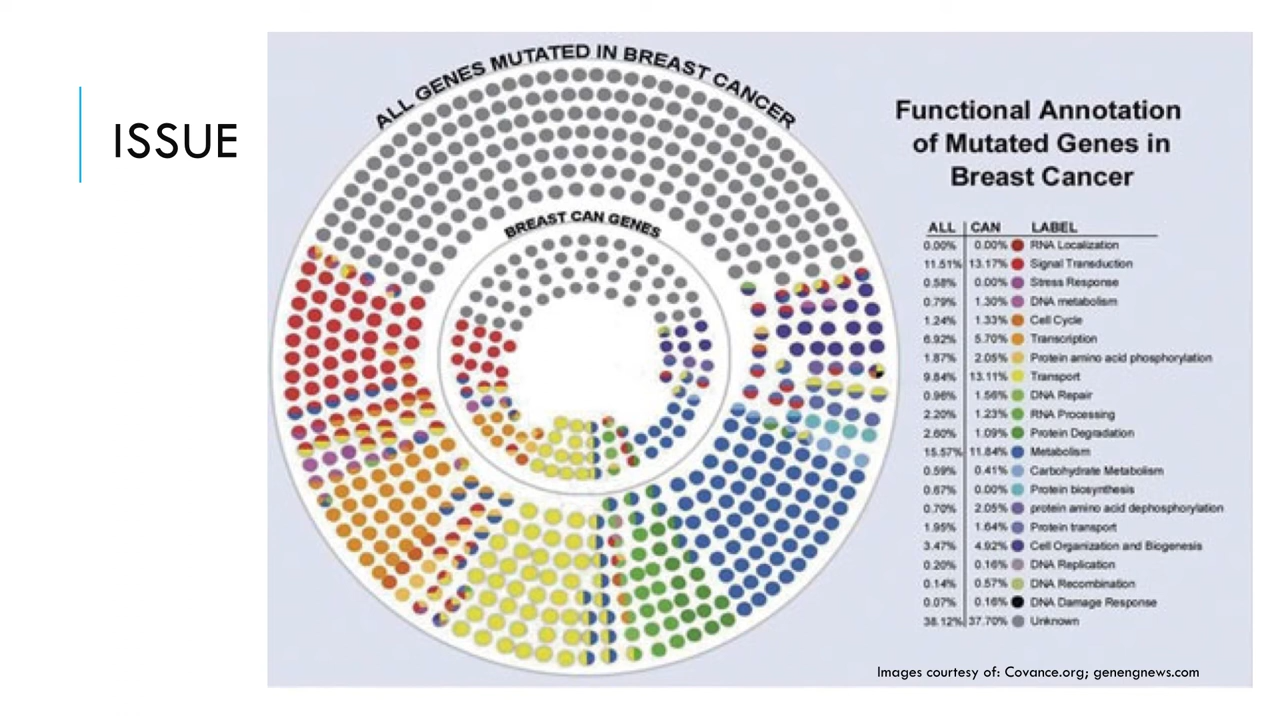 ISSUE
ALL GENES MUTATED IN BREAST CANCER
BREAST CAN GENES
Functional Annotation
of Mutated Genes in
Breast Cancer
ALL CAN LABEL
0.00% 0.00% RNA Localization
11.51% 13.17% Signal Transduction
0.58% 0.00% Stress Response
0.79% 1.30% DNA metabolism
1.24% 1.33% Cell Cycle
6.92% 5.70% Transcription
1.87% 2.05% Protein amino acid phosphorylation
9.84% 13.11% Transport
0.96% 1.56% DNA Repair
2.20% 1.23% RNA Processing
2.60% 1.09% Protein Degradation
15.57% 11.84% Metabolism
0.59% 0.41% Carbohydrate Metabolism
0.67% 0.00% Protein biosynthesis
0.70% 2.05% protein amino acid dephosphorylation
1.95% 1.64% Protein transport
3.47% 4.92% Cell Organization and Biogenesis
0.20% 0.16% DNA Replication
0.14% 0.57% DNA Recombination
0.07% 0.16% DNA Damage Response
38.12% 37.70% Unknown
Images courtesy of: Covance.org; genengnews.com